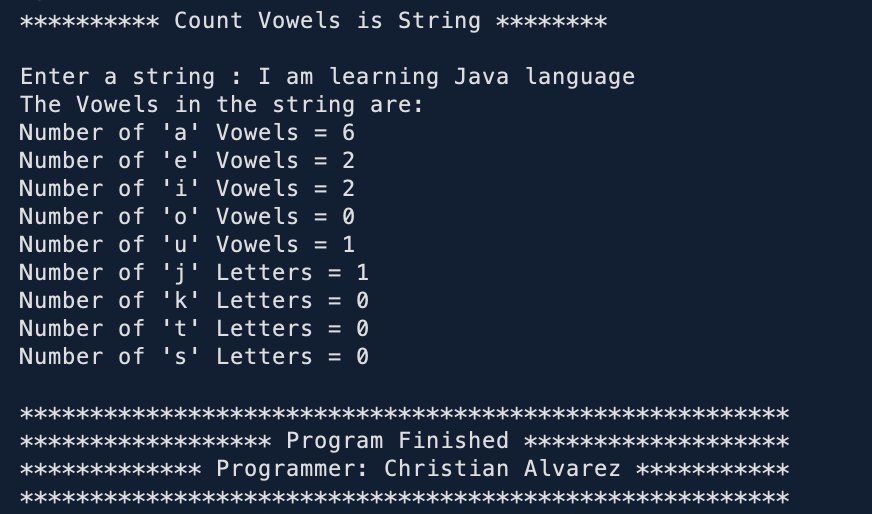 ********** Count Vowels is String ********
Enter a string : I am learning Java language
The Vowels in the string are:
Number of 'a' Vowels = 6
Number of 'e' Vowels = 2
Number of 'i' Vowels = 2
Number of 'o' Vowels = 0
Number of 'u' Vowels = 1
Number of 'j' Letters = 1
Number of 'k' Letters = 0
Number of 't' Letters = 0
Number of 's' Letters = 0
*******************************************************
****************** Program Finished *******************
************* Programmer: Christian Alvarez ***********
*******************************************************